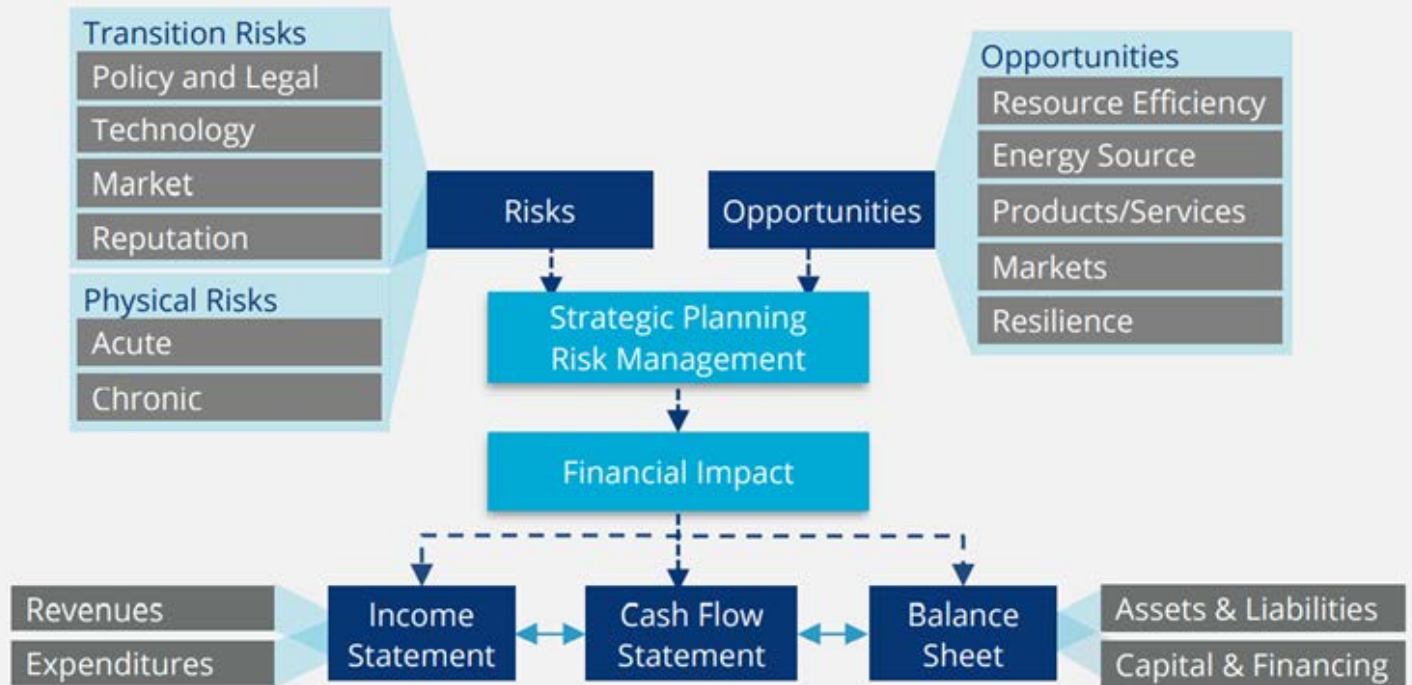 Transition Risks
Policy and Legal
Technology
Market
Reputation
Physical Risks
Acute
Chronic
Risks
Opportunities
Opportunities
Resource Efficiency
Energy Source
Products/Services
Markets
Resilience
Strategic Planning
Risk Management
Financial Impact
Revenues
Expenditures
Income
Statement
Cash Flow
Statement
Balance
Sheet
Assets & Liabilities
Capital & Financing